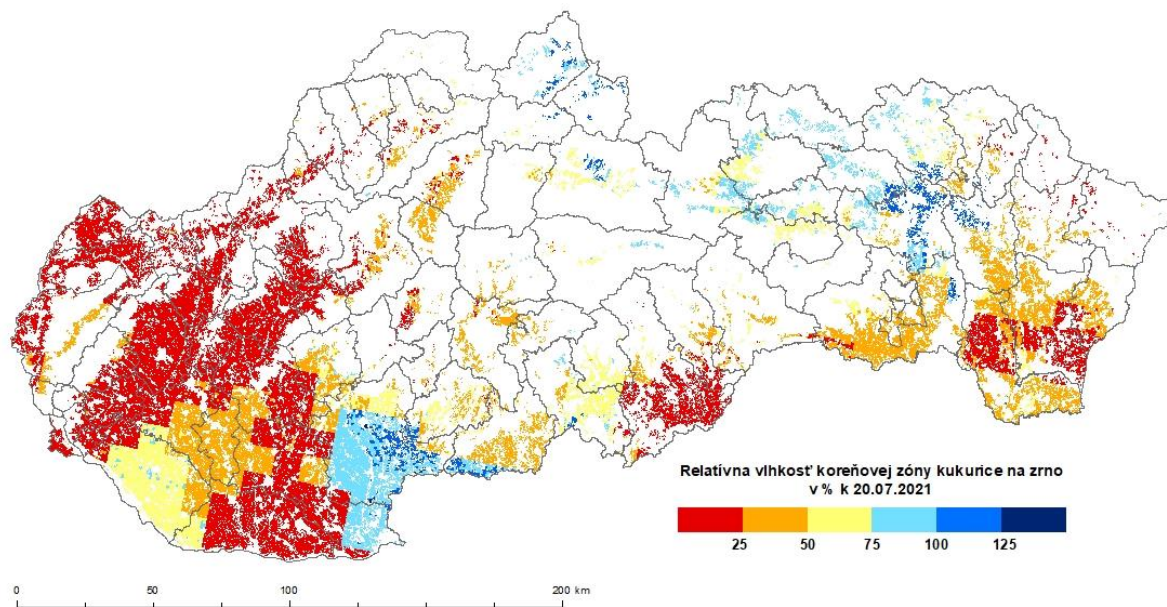 Relatívna vlhkosť koreňovej zóny kukurice na zrno
v % k 20.07.2021
25 50 75 100 125
0 50 100 200 km